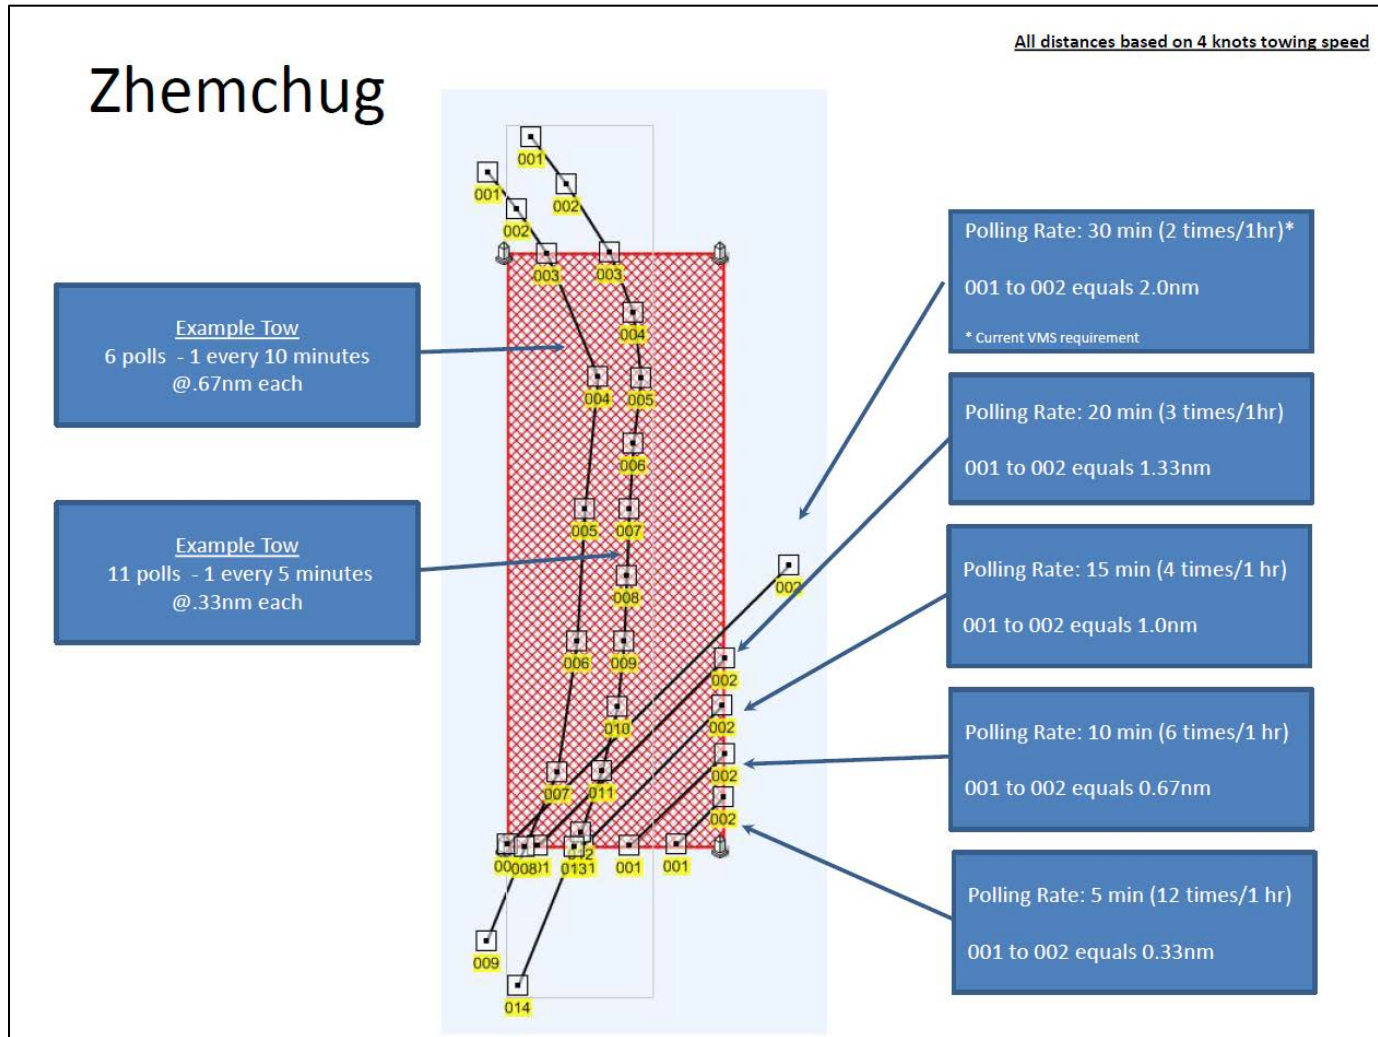 All distances based on 4 knots towing speed
Zhemchug
Example Tow
6 polls - 1 every 10 minutes
@.67nm each
Example Tow
11 polls - 1 every 5 minutes
@.33nm each
001
001
002
002
003
003
004
004
005
005
006
007
008
006
009
010
007
011
008
013
001
001
009
014
002
002
002
002
002
Polling Rate: 30 min (2 times/1hr)*
001 to 002 equals 2.0nm
* Current VMS requirement
Polling Rate: 20 min (3 times/1hr)
001 to 002 equals 1.33nm
Polling Rate: 15 min (4 times/1 hr)
001 to 002 equals 1.0nm
Polling Rate: 10 min (6 times/1 hr)
001 to 002 equals 0.67nm
Polling Rate: 5 min (12 times/1 hr)
001 to 002 equals 0.33nm